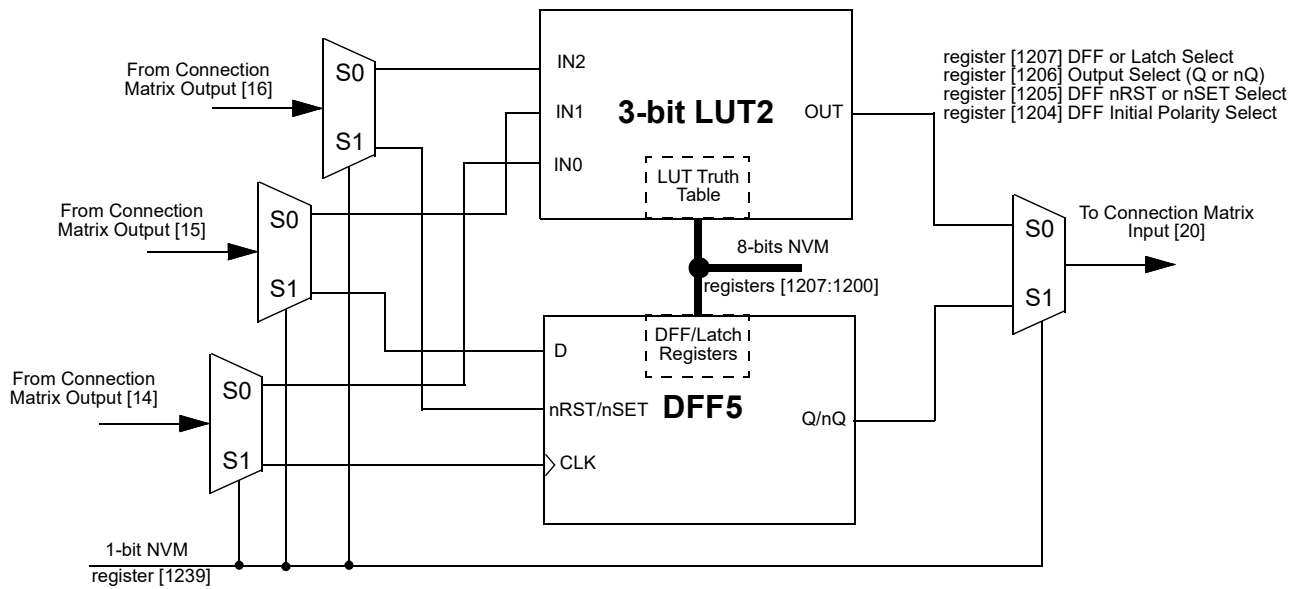 From Connection
Matrix Output [16]
S0
S1
IN2
IN1
IN0
3-bit LUT2
OUT
LUT Truth
Table
register [1207] DFF or Latch Select
register [1206] Output Select (Q or nQ)
register [1205] DFF nRST or nSET Select
register [1204] DFF Initial Polarity Select
From Connection
Matrix Output [15]
S0
S1
8-bits NVM
registers [1207:1200]
S0
S1
To Connection Matrix
Input [20]
From Connection
Matrix Output [14]
S0
S1
D
nRST/nSET
CLK
DFF/Latch
Registers
DFF5
Q/nQ
1-bit NVM
register [1239]